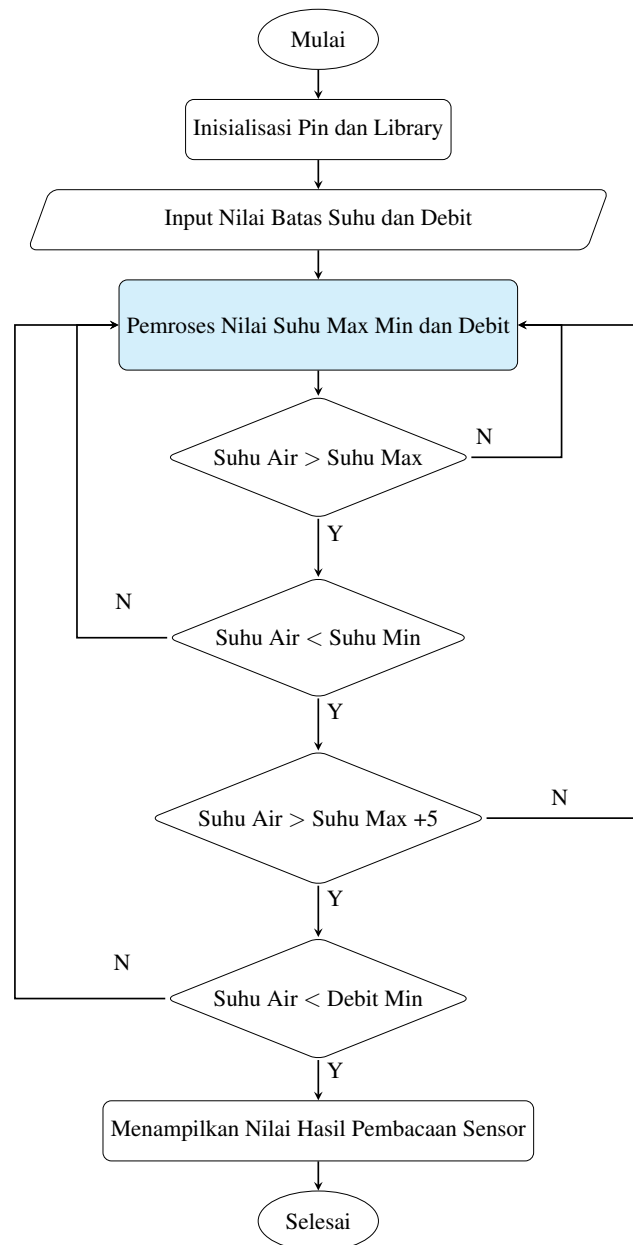 Mulai
Inisialisasi Pin dan Library
Input Nilai Batas Suhu dan Debit
Pemroses Nilai Suhu Max Min dan Debit
N
Suhu Air > Suhu Max
Y
N
Suhu Air < Suhu Min
Y
N
Suhu Air > Suhu Max +5
Y
N
Suhu Air < Debit Min
Y
Menampilkan Nilai Hasil Pembacaan Sensor
Selesai